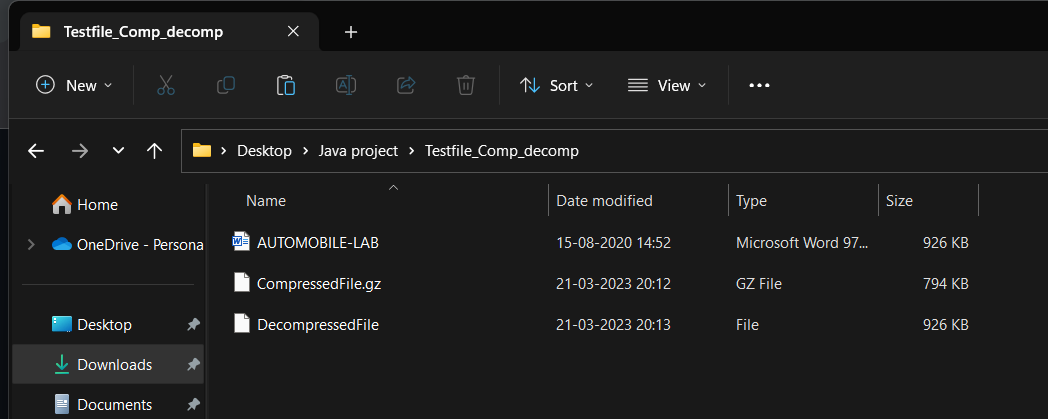 Testfile_Comp_decomp
New Sort View
Desktop Java project Testfile_Comp_decomp
Name Date modified Type Size
Home
OneDrive - Persona
Desktop
Downloads
Documents
AUTOMOBILE-LAB 15-08-2020 14:52 Microsoft Word 97... 926 KB
CompressedFile.gz 21-03-2023 20:12 GZ File 794 KB
DecompressedFile 21-03-2023 20:13 File 926 KB